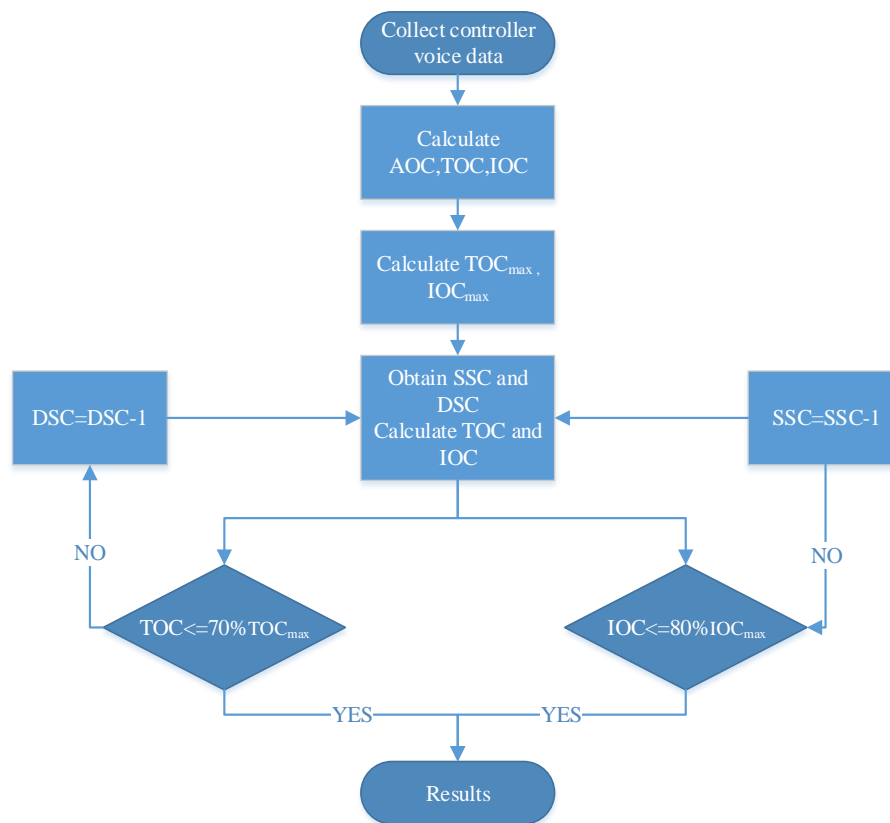 Collect controller
voice data
Calculate
AOC,TOC,IOC
Calculate TOCmax ,
IOCmax
Obtain SSC and
DSC
Calculate TOC and
IOC
DSC=DSC-1
SSC=SSC-1
NO
NO
TOC<=70%TOCmax
IOC<=80%IOCmax
YES
YES
Results